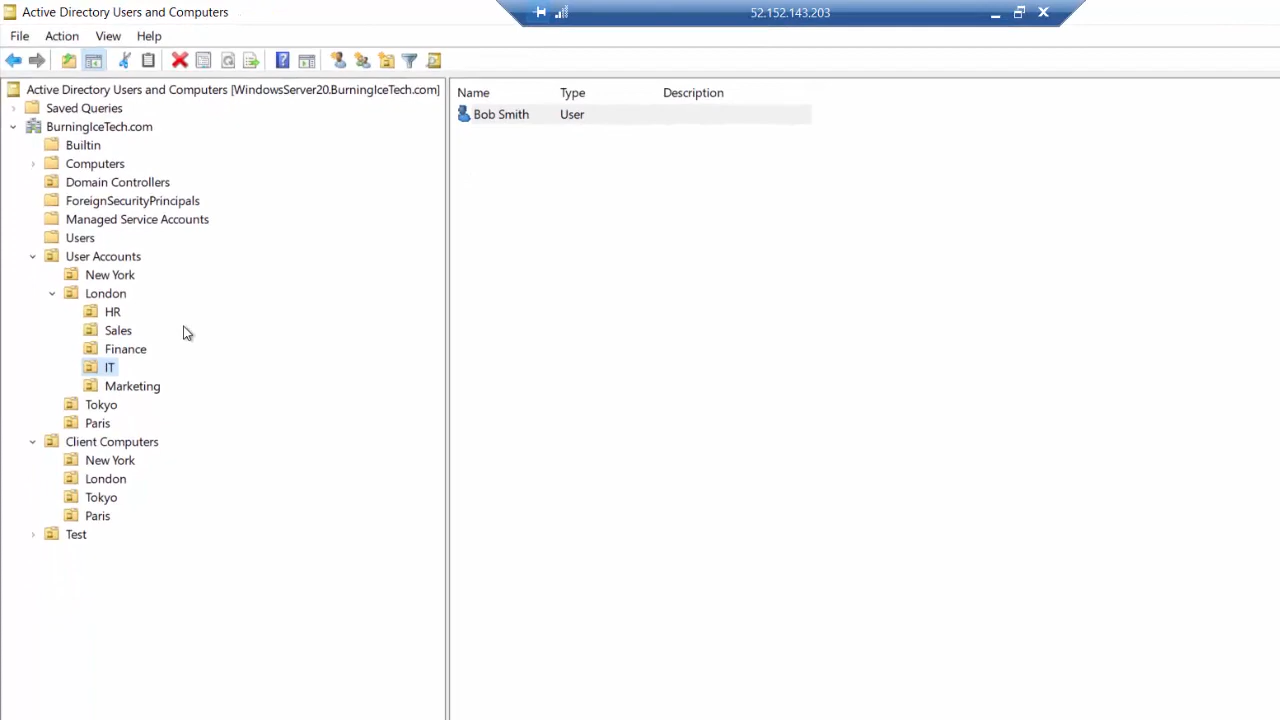 Active Directory Users and Computers
52.152.143.203
File Action View Help
Active Directory Users and Computers [WindowsServer20.BurningIceTech.com]
Saved Queries
BurningIceTech.com
Builtin
Computers
Domain Controllers
ForeignSecurityPrincipals
Managed Service Accounts
Users
User Accounts
New York
London
HR
Sales
Finance
IT
Marketing
Tokyo
Paris
Client Computers
New York
London
Tokyo
Paris
Test
Name Type Description
Bob Smith User